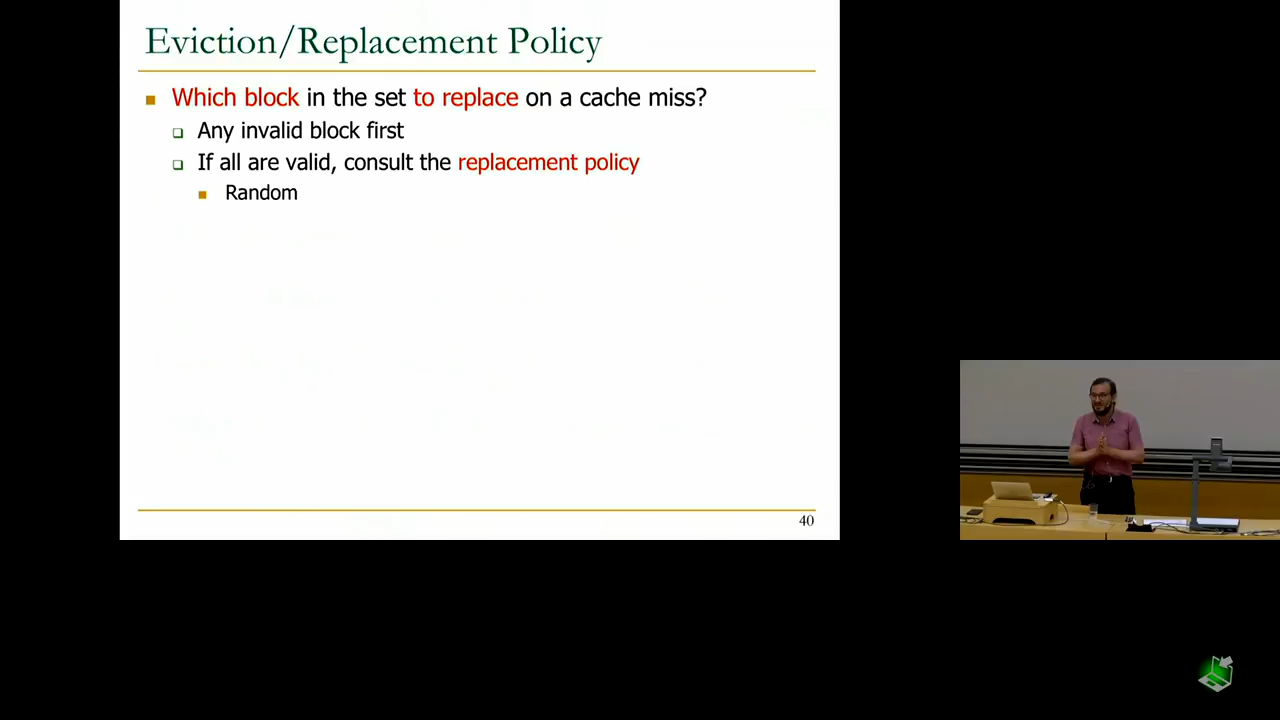 Eviction/Replacement Policy
Which block in the set to replace on a cache miss?
Any invalid block first
If all are valid, consult the replacement policy
Random
40